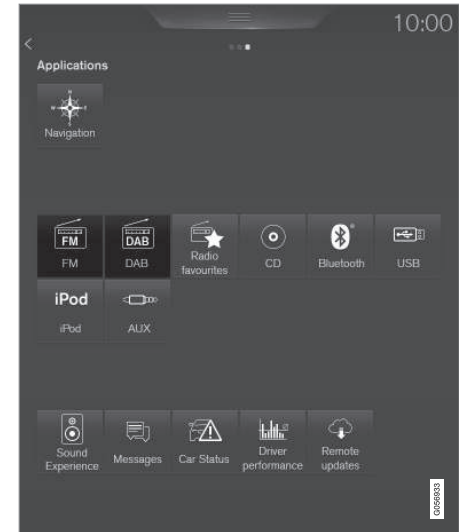 10:00
Applications
N
W E
S
Navigation
FM
DAB
FM
DAB
Radio
favourites
CD
Bluetooth
USB
iPod
iPod
AUX
Sound
Experience
Messages
Car Status
Driver
performance
Remote
updates
G056933